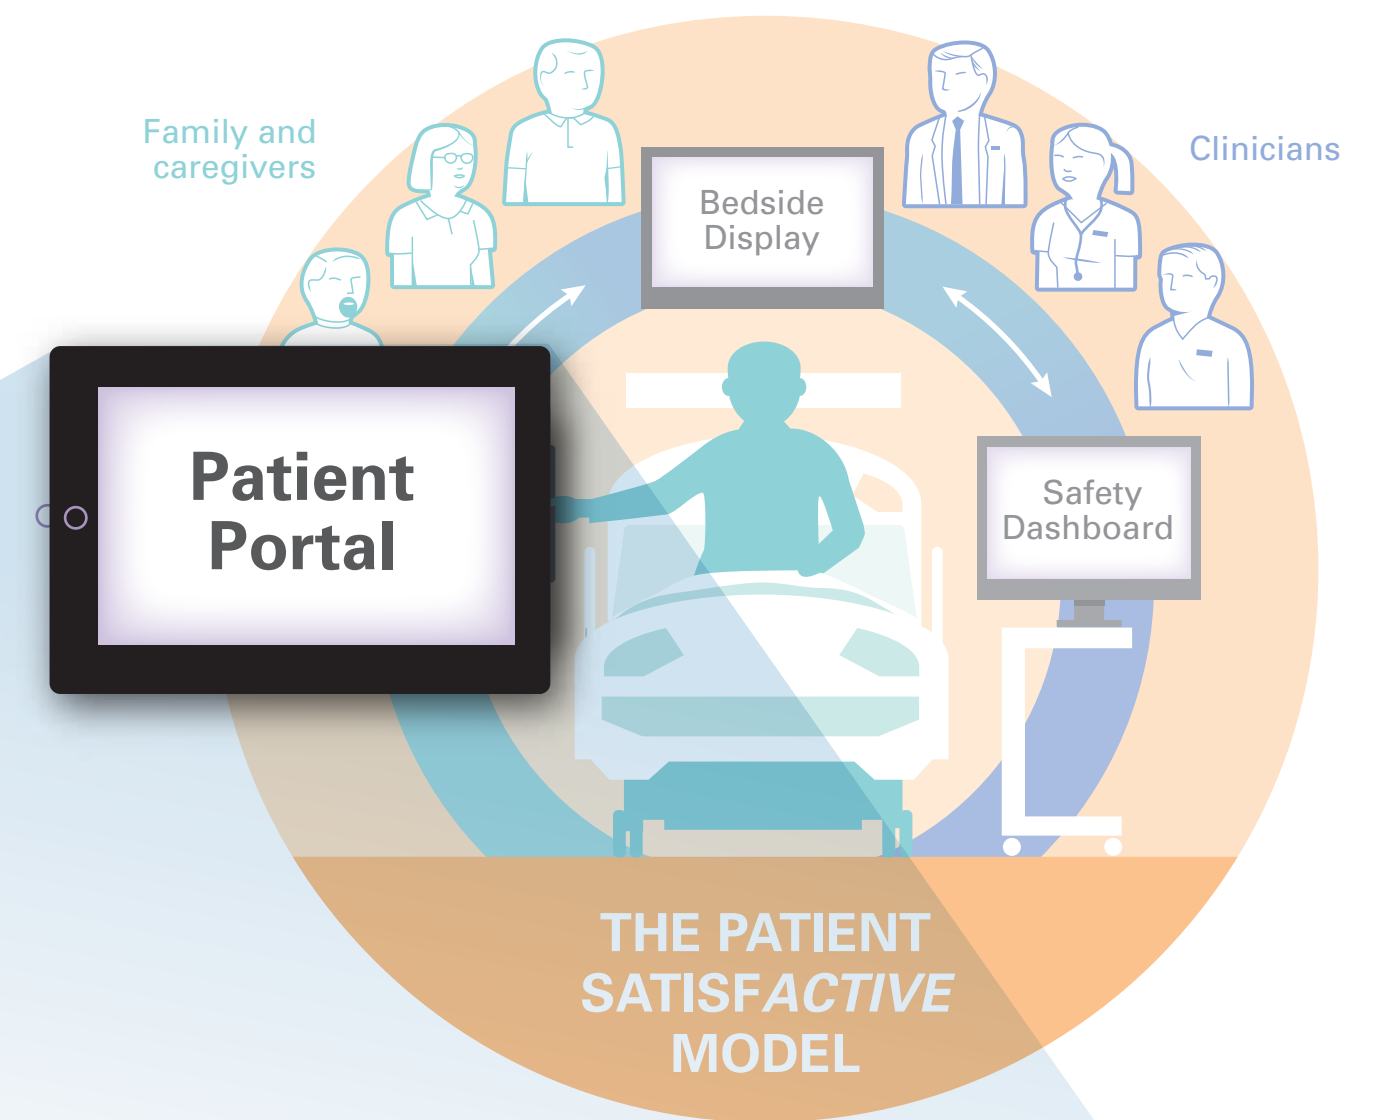 Family and
caregivers
Clinicians
Bedside
Display
Patient
Portal
Safety
Dashboard
THE PATIENT
SATISFACTIVE
MODEL